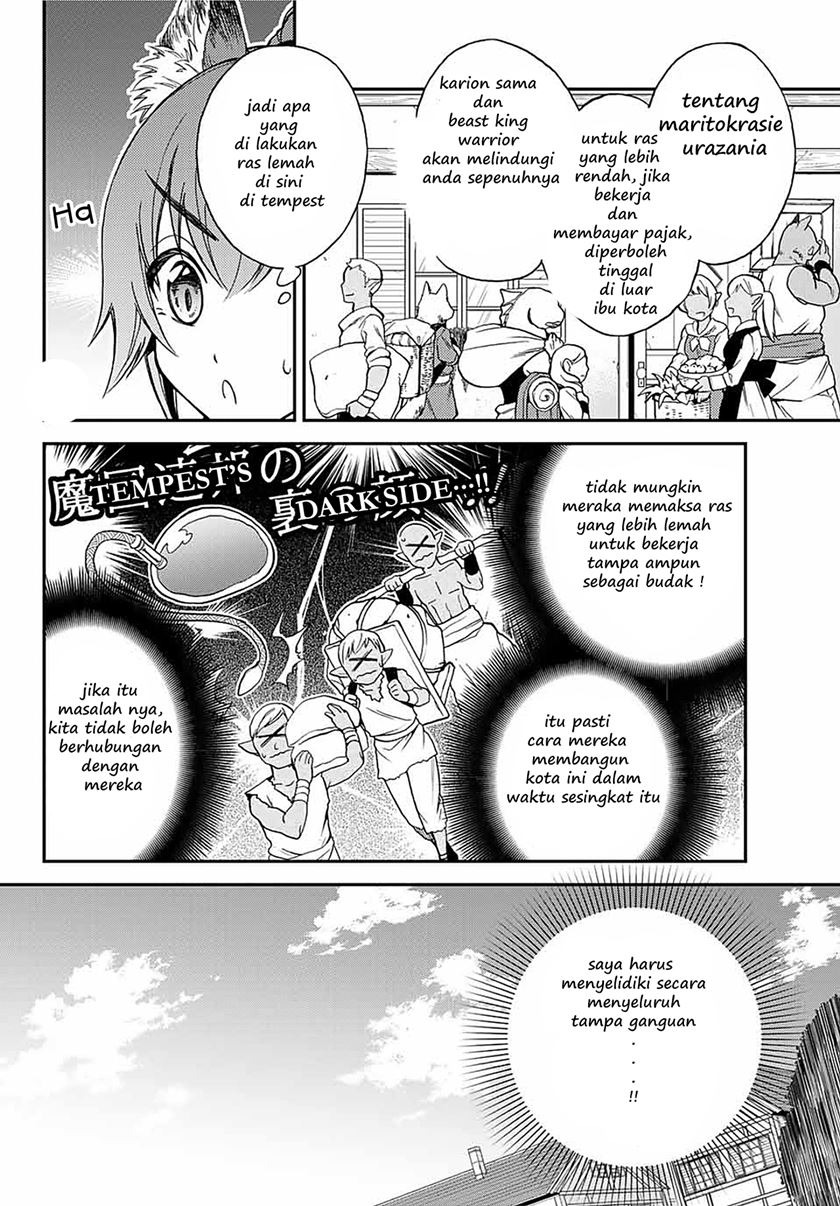 tentang
maritokrasie
urazania
untuk ras
yang lebih
rendah, jika
bekerja
dan
membayar pajak,
diperboleh
tinggal
di luar
ibu kota
karion sama
dan
beast king
warrior
akan melindungi
anda sepenuhnya
jadi apa
yang
di lakukan
ras lemah
di sini
di tempest
Ha
TEMPEST'S
の
DARK SIDE...!!
tidak mungkin
meraka memaksa ras
yang lebih lemah
untuk bekerja
tampa ampun
sebagai budak !
itu pasti
cara mereka
membangun
kota ini dalam
waktu sesingkat itu
jika itu
masalah nya,
kita tidak boleh
berhubungan
dengan
mereka
saya harus
menyelidiki secara
menyeluruh
tampa ganguan
.
.
.
!!